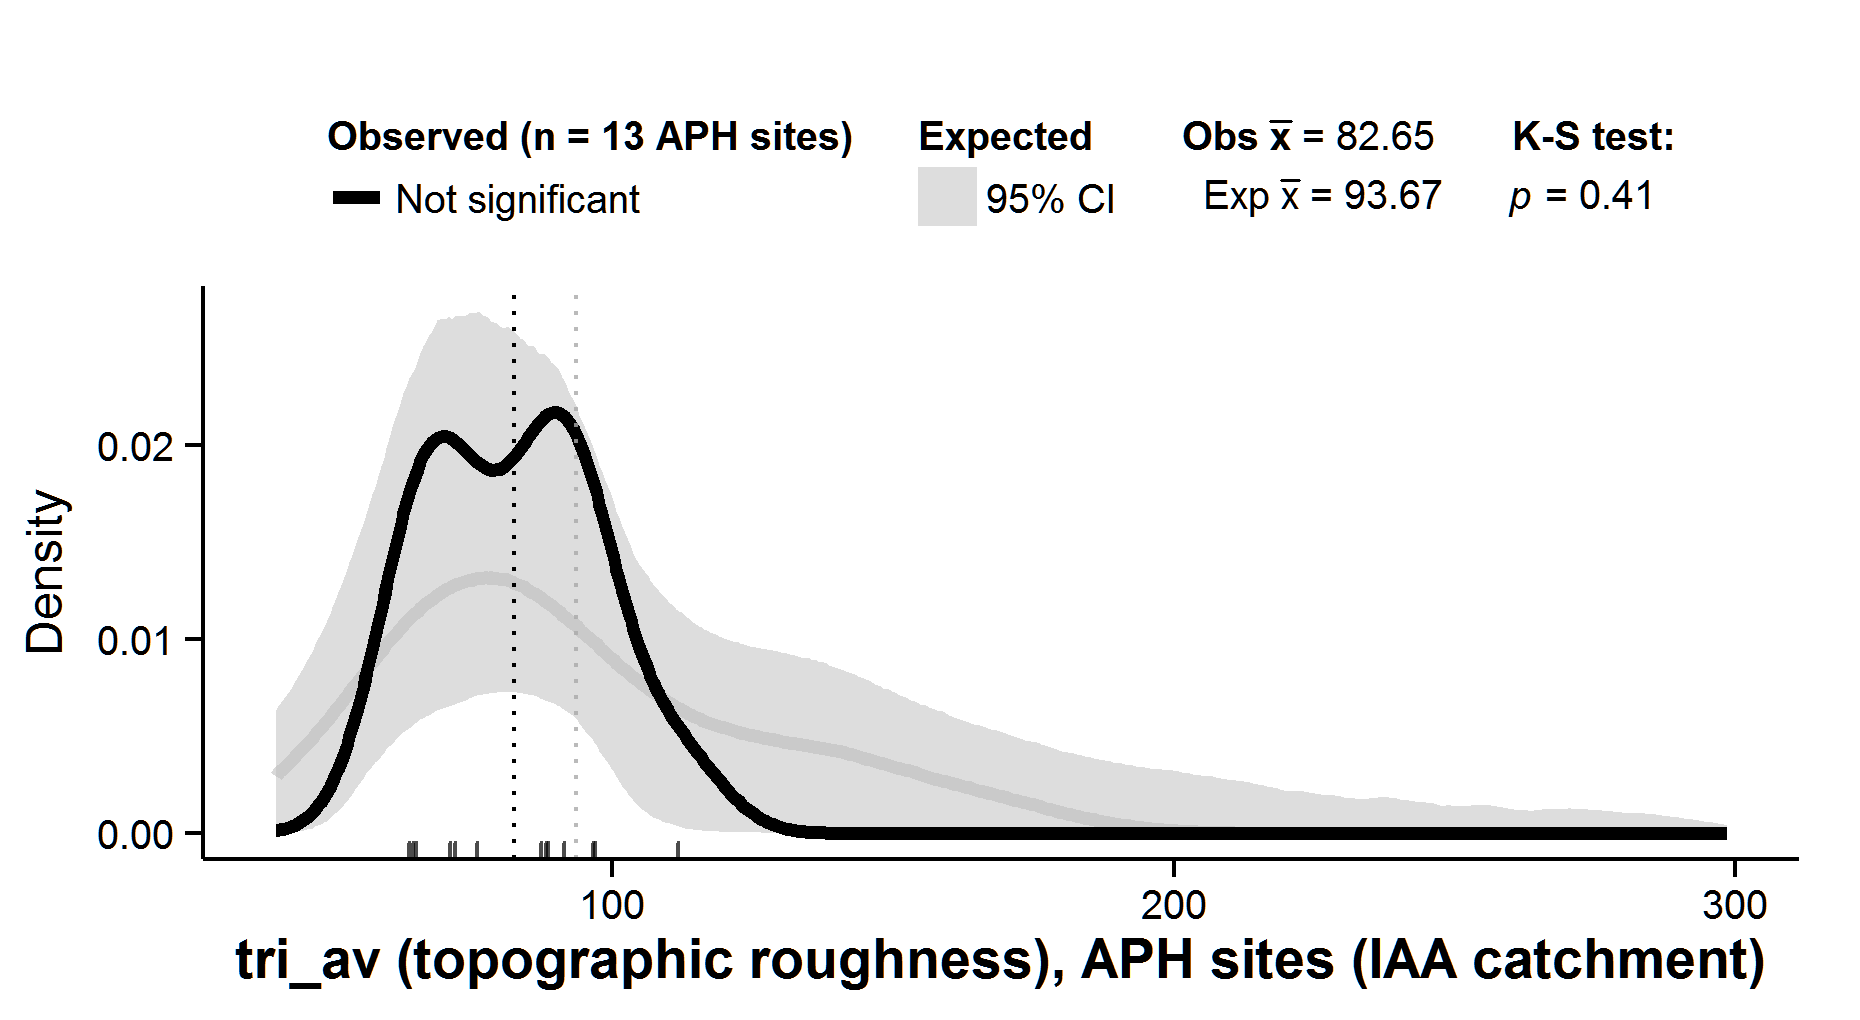 Observed (n = 13 APH sites) Expected Obs x̅ = 82.65 K-S test:
Not significant 95% CI Exp x̅ = 93.67 p = 0.41
Density
0.02
0.01
0.00
100 200 300
tri_av (topographic roughness), APH sites (IAA catchment)